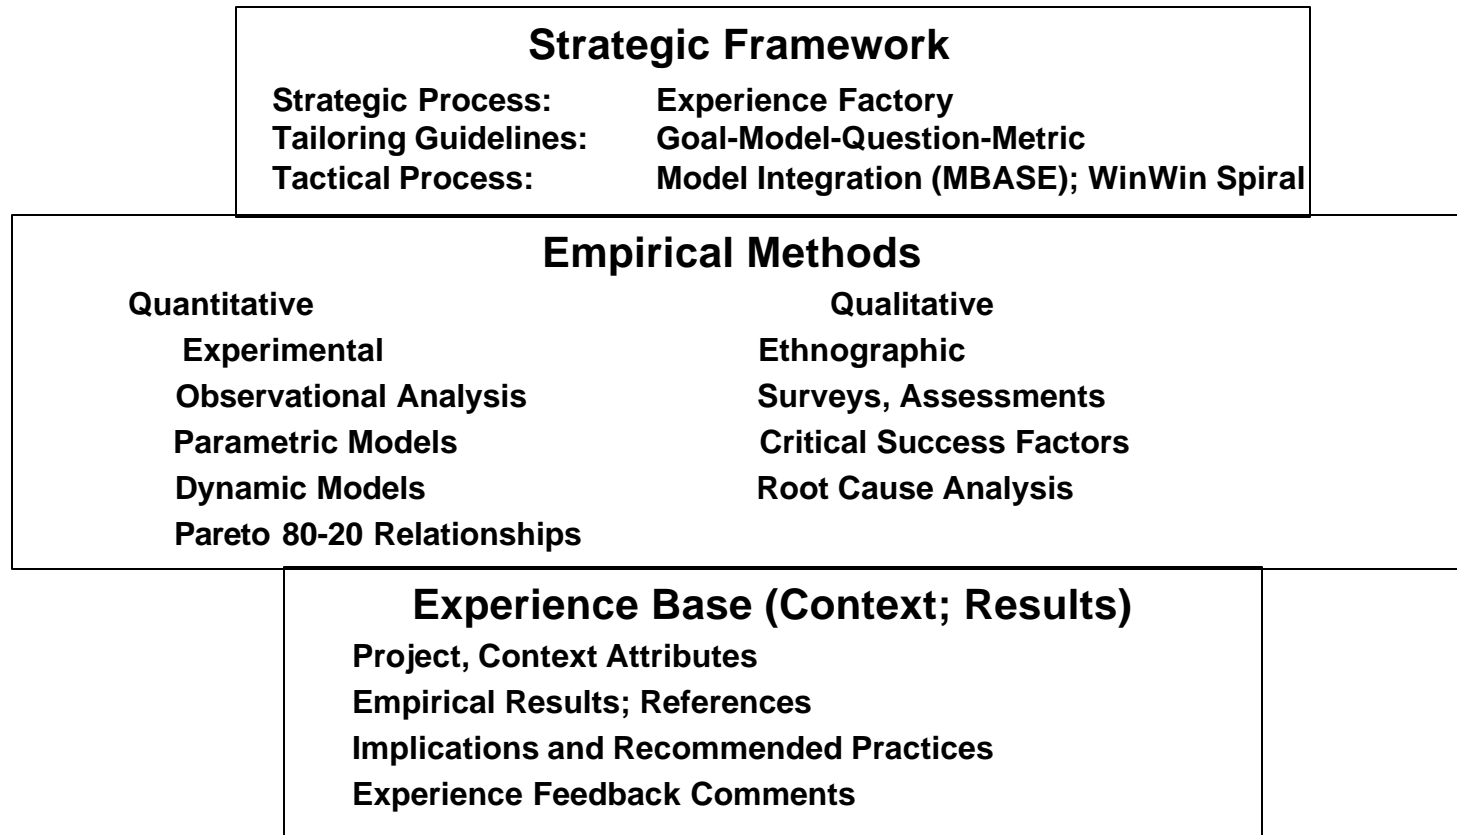 Strategic Framework
Strategic Process: Experience Factory
Tailoring Guidelines: Goal-Model-Question-Metric
Tactical Process: Model Integration (MBASE); WinWin Spiral
Empirical Methods
Quantitative Qualitative
Experimental Ethnographic
Observational Analysis Surveys, Assessments
Parametric Models Critical Success Factors
Dynamic Models Root Cause Analysis
Pareto 80-20 Relationships
Experience Base (Context; Results)
Project, Context Attributes
Empirical Results; References
Implications and Recommended Practices
Experience Feedback Comments